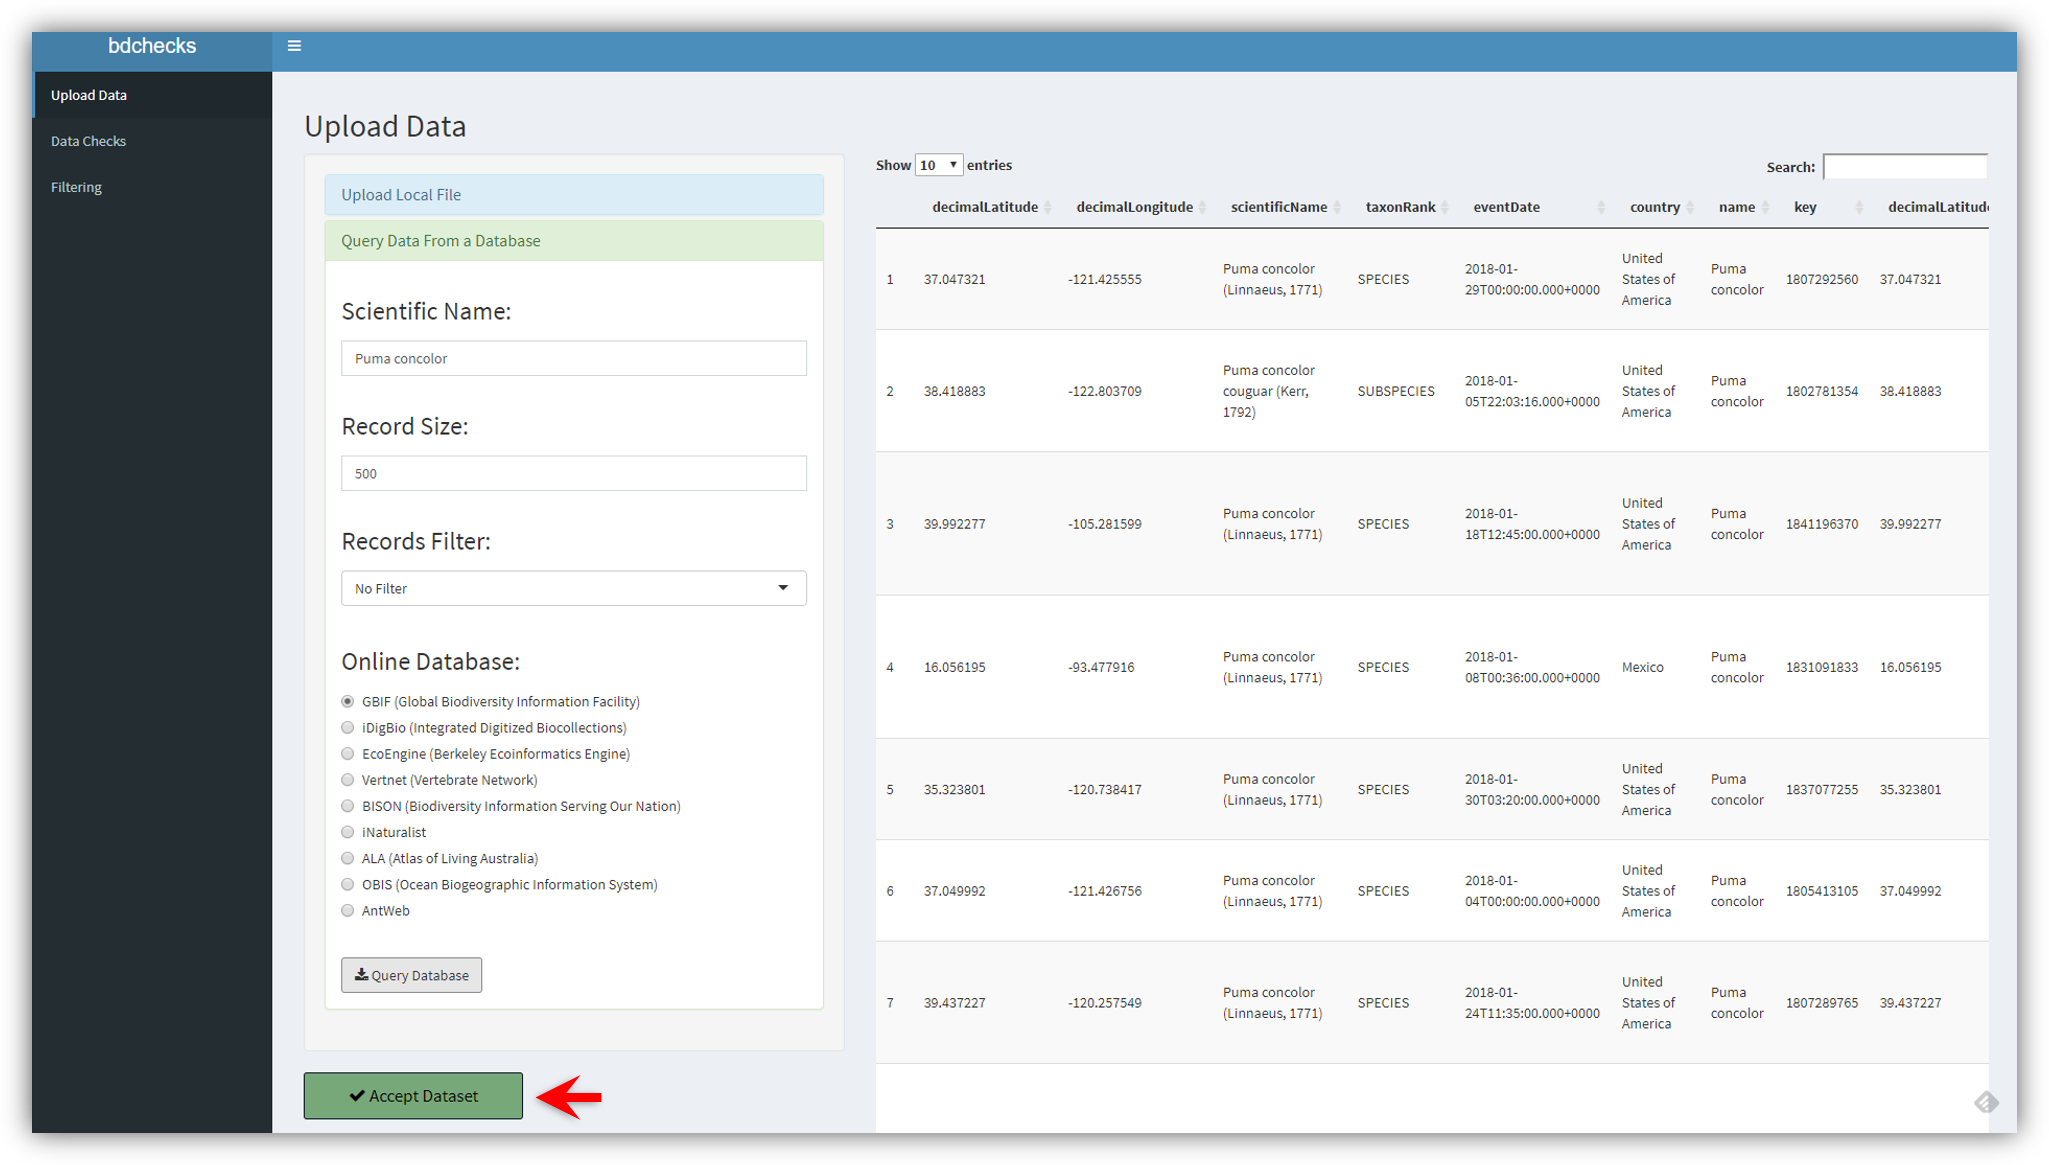 bdchecks
Upload Data
Data Checks
Filtering
Upload Data
Upload Local File
Query Data From a Database
Scientific Name:
Puma concolor
Record Size:
500
Records Filter:
No Filter
Online Database:
GBIF (Global Biodiversity Information Facility)
iDigBio (Integrated Digitized Biocollections)
EcoEngine (Berkeley Ecoinformatics Engine)
Vertnet (Vertebrate Network)
BISON (Biodiversity Information Serving Our Nation)
iNaturalist
ALA (Atlas of Living Australia)
OBIS (Ocean Biogeographic Information System)
AntWeb
Query Database
Accept Dataset
Show 10 entries
Search:
decimalLatitude decimalLongitude scientificName taxonRank eventDate country name key decimalLatitud
1 37.047321 -121.425555 Puma concolor (Linnaeus, 1771) SPECIES 2018-01-29T00:00:00.000+0000 United States of America Puma concolor 1807292560 37.047321
2 38.418883 -122.803709 Puma concolor couguar (Kerr, 1792) SUBSPECIES 2018-01-05T22:03:16.000+0000 United States of America Puma concolor 1802781354 38.418883
3 39.992277 -105.281599 Puma concolor (Linnaeus, 1771) SPECIES 2018-01-18T12:45:00.000+0000 United States of America Puma concolor 1841196370 39.992277
4 16.056195 -93.477916 Puma concolor (Linnaeus, 1771) SPECIES 2018-01-08T00:36:00.000+0000 Mexico Puma concolor 1831091833 16.056195
5 35.323801 -120.738417 Puma concolor (Linnaeus, 1771) SPECIES 2018-01-30T03:20:00.000+0000 United States of America Puma concolor 1837077255 35.323801
6 37.049992 -121.426756 Puma concolor (Linnaeus, 1771) SPECIES 2018-01-04T00:00:00.000+0000 United States of America Puma concolor 1805413105 37.049992
7 39.437227 -120.257549 Puma concolor (Linnaeus, 1771) SPECIES 2018-01-24T11:35:00.000+0000 United States of America Puma concolor 1807289765 39.437227